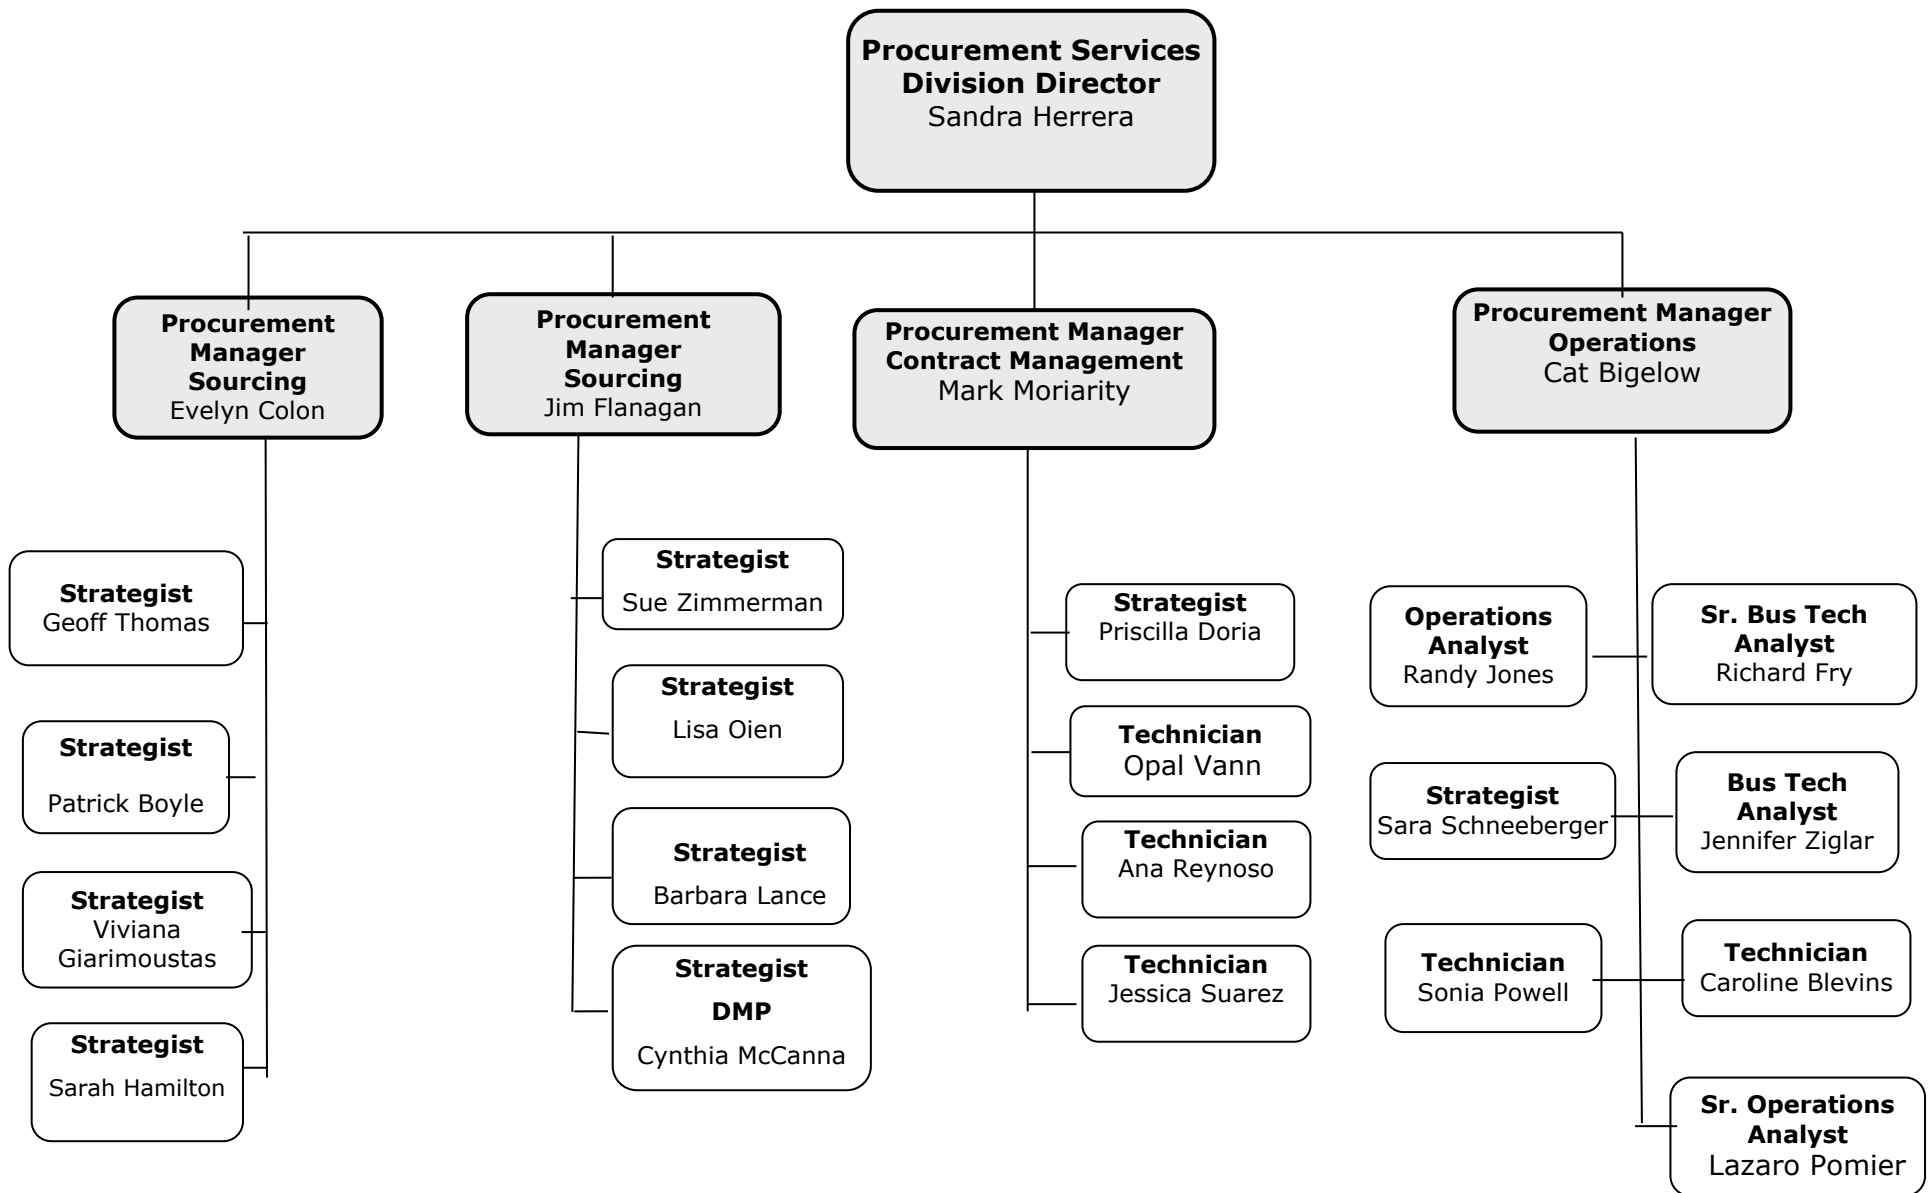 Procurement Services
Division Director
Sandra Herrera
Procurement
Manager
Sourcing
Evelyn Colon
Procurement
Manager
Sourcing
Jim Flanagan
Procurement Manager
Contract Management
Mark Moriarity
Procurement Manager
Operations
Cat Bigelow
Strategist
Geoff Thomas
Strategist
Patrick Boyle
Strategist
Viviana
Giarimoustas
Strategist
Sarah Hamilton
Strategist
Sue Zimmerman
Strategist
Lisa Oien
Strategist
Barbara Lance
Strategist
DMP
Cynthia McCanna
Strategist
Priscilla Doria
Technician
Opal Vann
Technician
Ana Reynoso
Technician
Jessica Suarez
Operations
Analyst
Randy Jones
Sr. Bus Tech
Analyst
Richard Fry
Strategist
Sara Schneeberger
Bus Tech
Analyst
Jennifer Ziglar
Technician
Sonia Powell
Technician
Caroline Blevins
Sr. Operations
Analyst
Lazaro Pomier